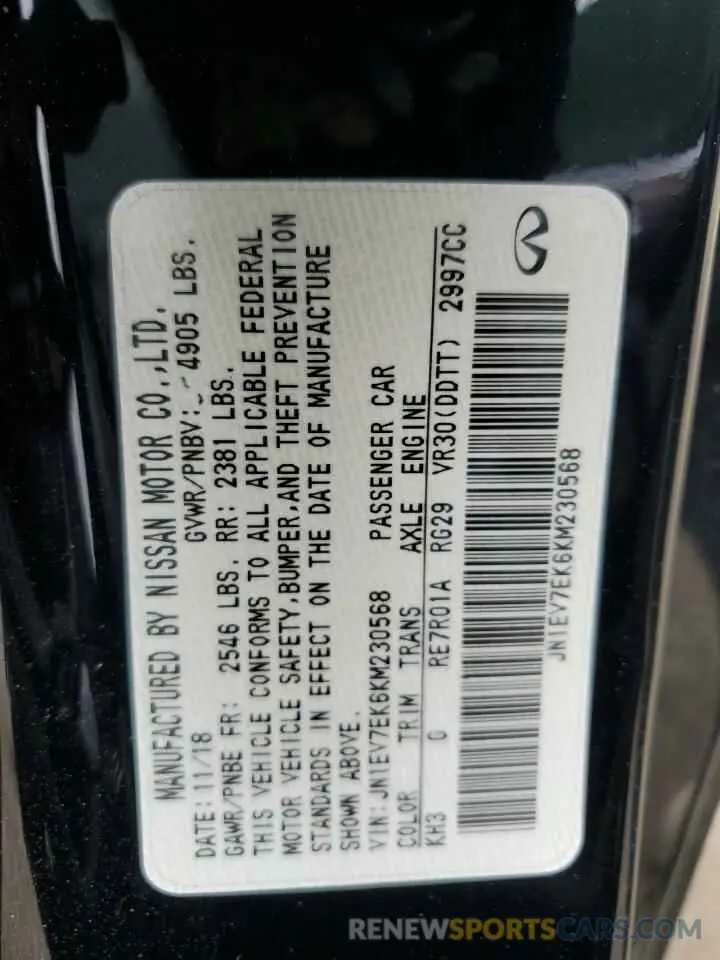 MANUFACTURED BY NISSAN MOTOR CO.,LTD.
DATE:11/18 GVWR/PNBV: 4905 LBS.
GAWR/PNBE FR: 2546 LBS. RR: 2381 LBS.
THIS VEHICLE CONFORMS TO ALL APPLICABLE FEDERAL
MOTOR VEHICLE SAFETY,BUMPER,AND THEFT PREVENTION
STANDARDS IN EFFECT ON THE DATE OF MANUFACTURE
SHOWN ABOVE.
VIN:JN1EV7EK6KM230568 PASSENGER CAR
COLOR TRIM TRANS AXLE ENGINE
KH3 G RE7R01A RG29 VR30(DDTT) 2997CC
JN1EV7EK6KM230568
RENEWSPORTSCARS.COM